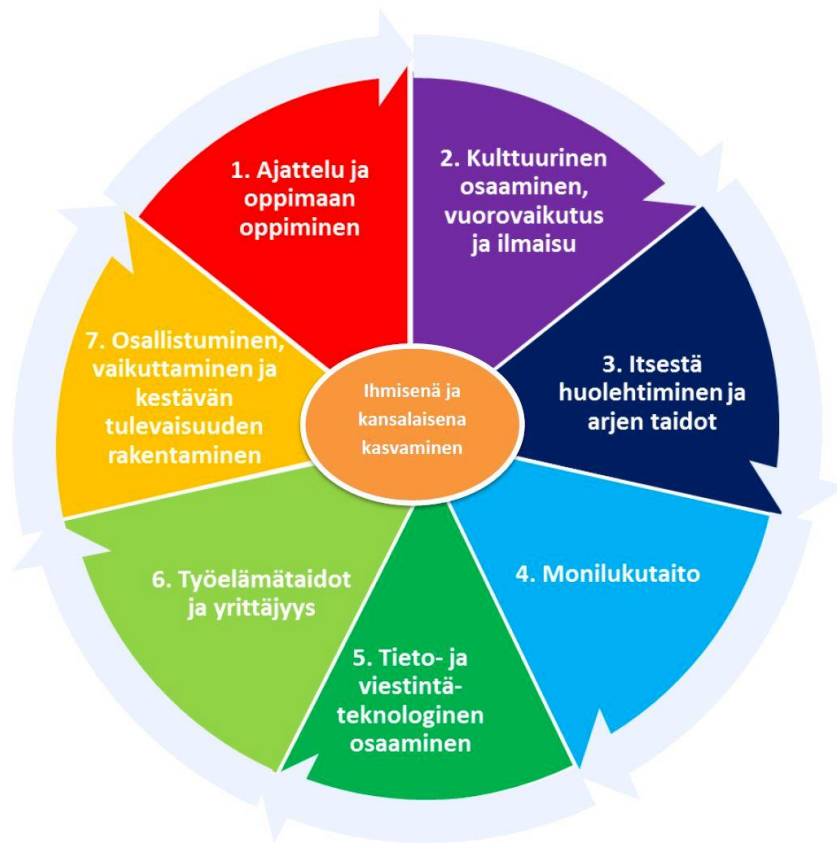 1. Ajattelu ja
oppimaan
oppiminen
2. Kulttuurinen
osaaminen,
vuorovaikutus
ja ilmaisu
3. Itsestä
huolehtiminen ja
arjen taidot
4. Monilukutaito
5. Tieto- ja
viestintä-
teknologinen
osaaminen
6. Työelämätaidot
ja yrittäjyys
7. Osallistuminen,
vaikuttaminen ja
kestävän
tulevaisuuden
rakentaminen
Ihmisenä ja
kansalaisena
kasvaminen